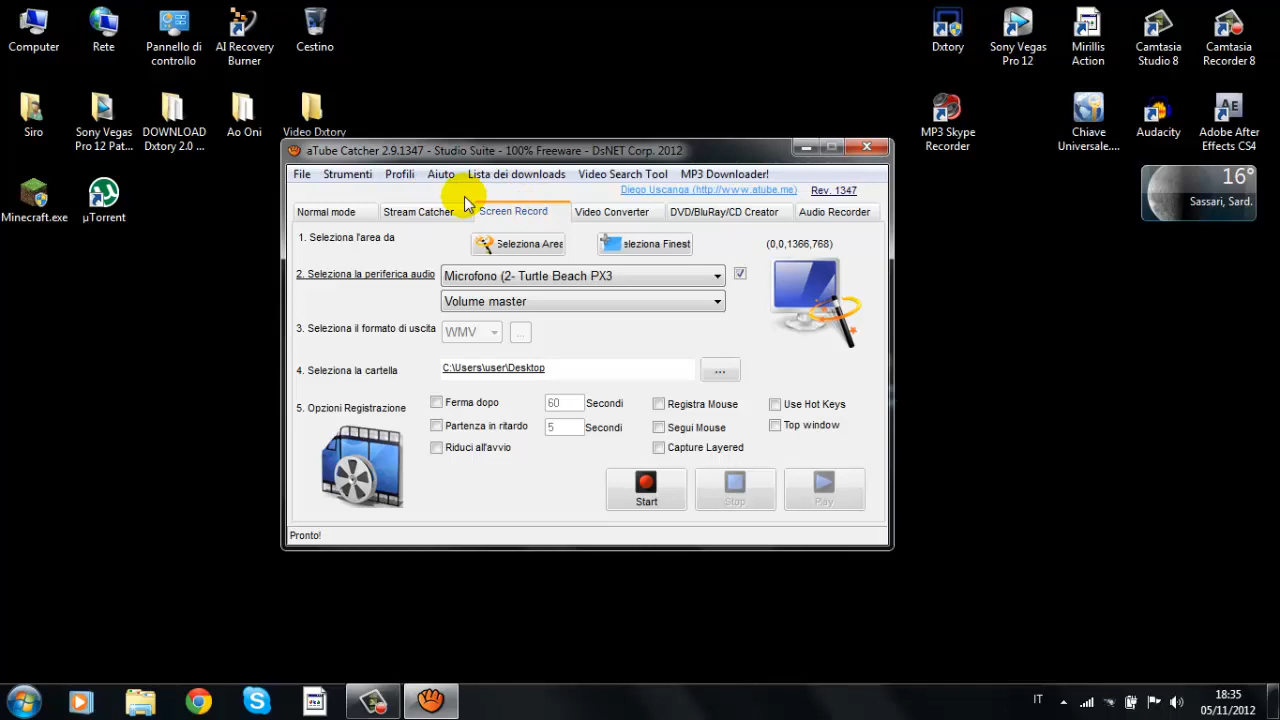 Computer
Rete
Pannello di
controllo
AI Recovery
Burner
Cestino
Dxtory
Sony Vegas
Pro 12
Mirillis
Action
Camtasia
Studio 8
Camtasia
Recorder 8
Siro
Sony Vegas
Pro 12 Pat...
DOWNLOAD
Dxtory 2.0 ...
Ao Oni
Video Dxtory
MP3 Skype
Recorder
Chiave
Universale....
Audacity
Adobe After
Effects CS4
Minecraft.exe
µTorrent
16°
Sassari, Sard.
aTube Catcher 2.9.1347 - Studio Suite - 100% Freeware - DsNET Corp. 2012
File Strumenti Profili Aiuto Lista dei downloads Video Search Tool MP3 Downloader!
Diego Uscanga (http://www.atube.me) Rev. 1347
Normal mode Stream Catcher Screen Record Video Converter DVD/BluRay/CD Creator Audio Recorder
1. Seleziona l'area da Seleziona Area eleziona Finest (0,0,1366,768)
2. Seleziona la periferica audio Microfono (2- Turtle Beach PX3
Volume master
3. Seleziona il formato di uscita WMV ...
4. Seleziona la cartella C:\Users\user\Desktop ...
5. Opzioni Registrazione
Ferma dopo 60 Secondi Registra Mouse Use Hot Keys
Partenza in ritardo 5 Secondi Segui Mouse Top window
Riduci all'avvio Capture Layered
Start Stop Play
Pronto!
IT
18:35
05/11/2012